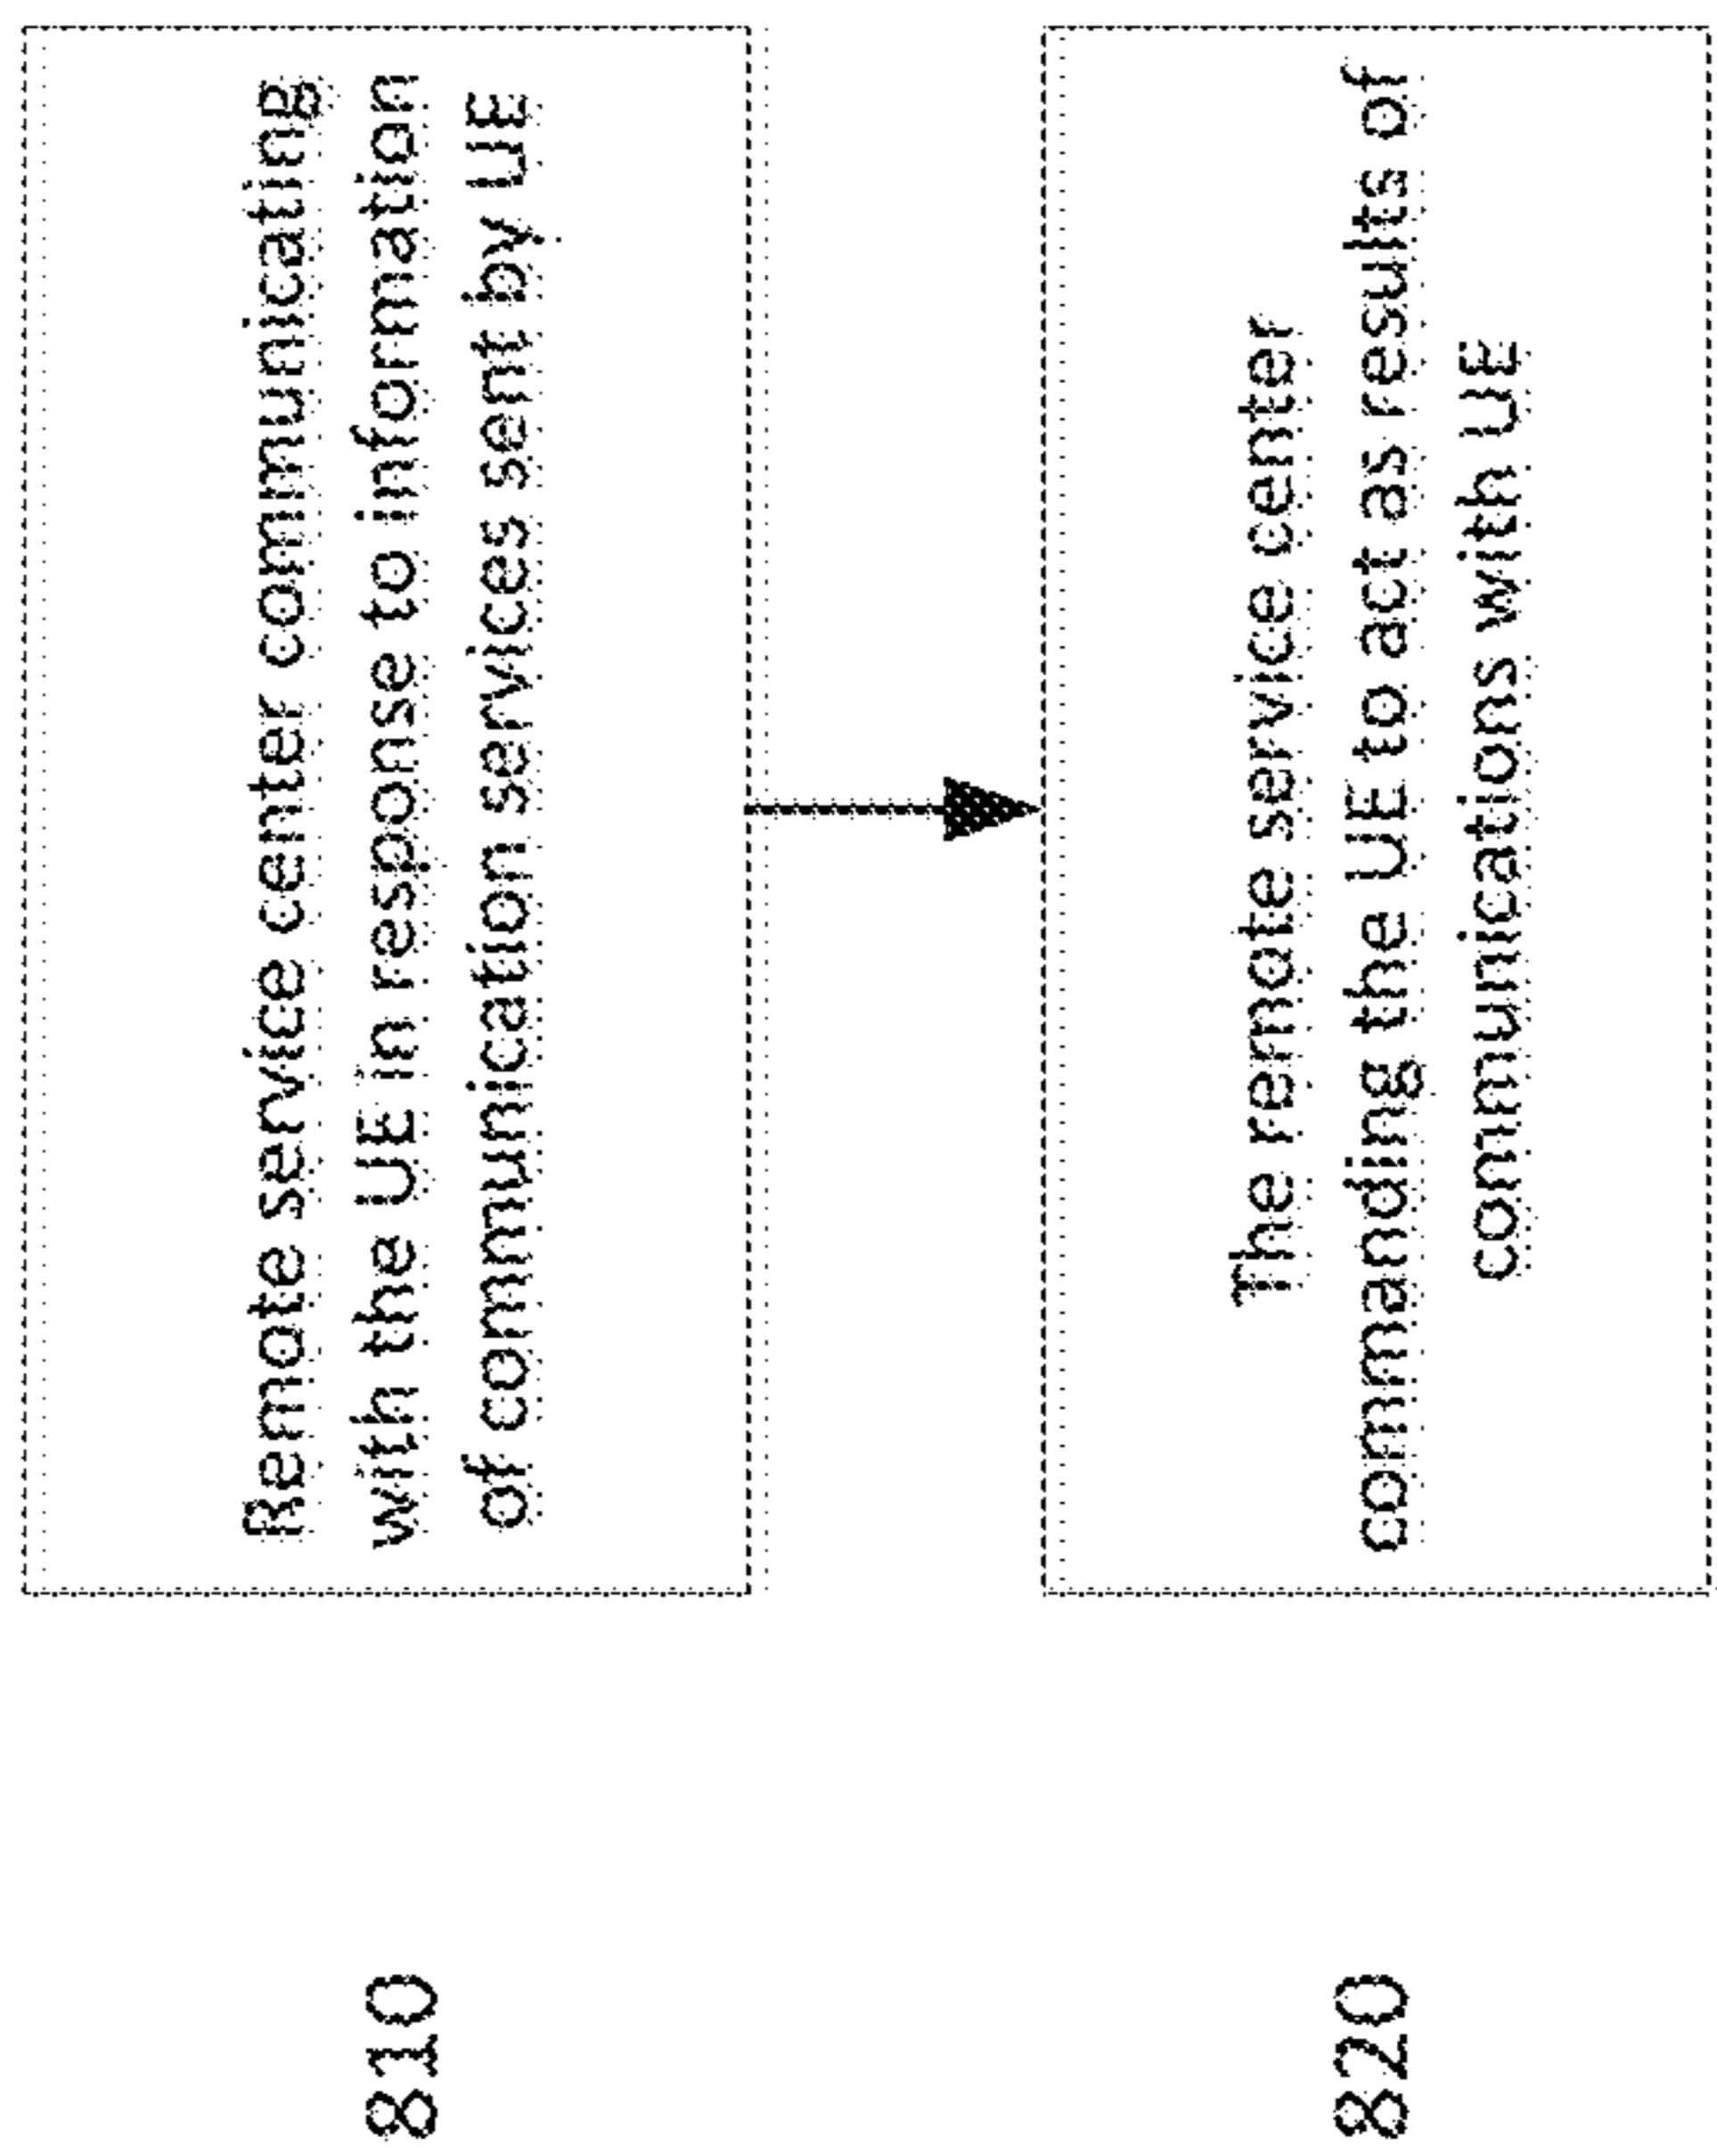 810
Remote service center communicating
with the UE in response to information
of communication services sent by UE
820
The remote service center
commanding the UE to act as results of
communications with UE